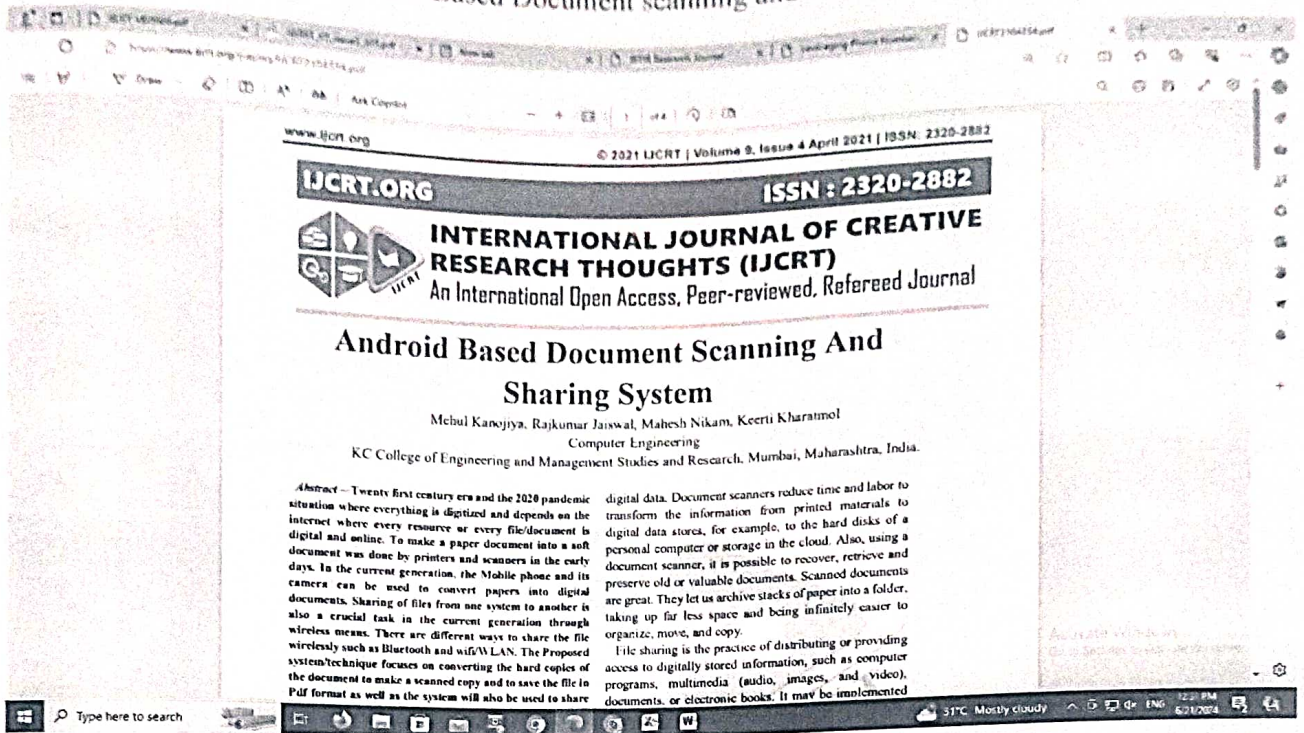 Based Document scanning
Ask Copilot
www.ijcrt.org
© 2021 IJCRT | Volume 9, Issue 4 April 2021 | ISSN: 2320-2882
IJCRT.ORG
ISSN : 2320-2882
IJCRT
INTERNATIONAL JOURNAL OF CREATIVE
RESEARCH THOUGHTS (IJCRT)
An International Open Access, Peer-reviewed, Refereed Journal
Android Based Document Scanning And
Sharing System
Mehul Kanojiya, Rajkumar Jaiswal, Mahesh Nikam, Keerti Kharatmol
Computer Engineering
KC College of Engineering and Management Studies and Research, Mumbai, Maharashtra, India.
Abstract – Twenty first century era and the 2020 pandemic
situation where everything is digitized and depends on the
internet where every resource or every file/document is
digital and online. To make a paper document into a soft
document was done by printers and scanners in the early
days. In the current generation, the Mobile phone and its
camera can be used to convert papers into digital
documents. Sharing of files from one system to another is
also a crucial task in the current generation through
wireless means. There are different ways to share the file
wirelessly such as Bluetooth and wifi/WLAN. The Proposed
system/technique focuses on converting the hard copies of
the document to make a scanned copy and to save the file in
Pdf format as well as the system will also be used to share
digital data. Document scanners reduce time and labor to
transform the information from printed materials to
digital data stores, for example, to the hard disks of a
personal computer or storage in the cloud. Also, using a
document scanner, it is possible to recover, retrieve and
preserve old or valuable documents. Scanned documents
are great. They let us archive stacks of paper into a folder,
taking up far less space and being infinitely easier to
organize, move, and copy.
File sharing is the practice of distributing or providing
access to digitally stored information, such as computer
programs, multimedia (audio, images, and video),
documents, or electronic books. It may be implemented
Activate Windows
Type here to search
31°C Mostly cloudy
ENG
12:31 PM
6/21/2024